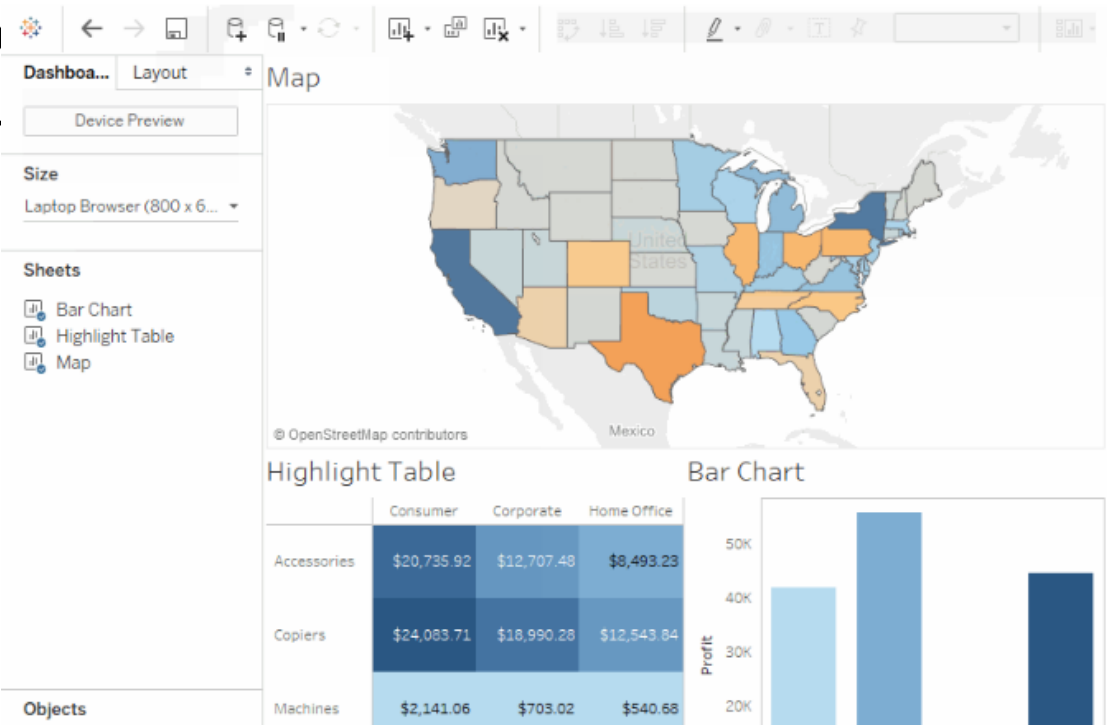 Dashboa... Layout
Device Preview
Size
Laptop Browser (800 x 6...
Sheets
Bar Chart
Highlight Table
Map
Objects
Map
United
States
Mexico
© OpenStreetMap contributors
Highlight Table
Consumer Corporate Home Office
Accessories $20,735.92 $12,707.48 $8,493.23
Copiers $24,083.71 $18,990.28 $12,543.84
Machines $2,141.06 $703.02 $540.68
Bar Chart
Profit
50K
40K
30K
20K